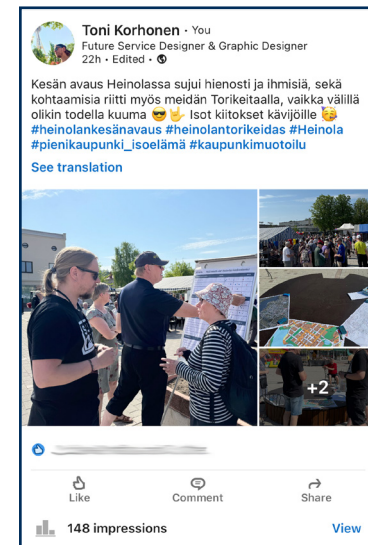 Toni Korhonen · You
Future Service Designer & Graphic Designer
22h · Edited ·
Kesän avaus Heinolassa sujui hienosti ja ihmisiä, sekä
kohtaamisia riitti myös meidän Torikeitaalla, vaikka välillä
olikin todella kuuma 😎🤟 Isot kiitokset kävijöille 🥳
#heinolankesänavaus #heinolantorikeidas #Heinola
#pienikaupunki_isoelämä #kaupunkimuotoilu
See translation
+2
Like Comment Share
148 impressions View